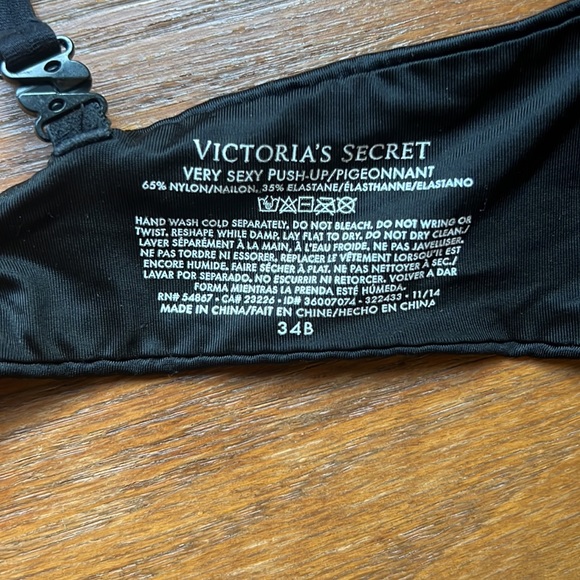 VICTORIA'S SECRET
VERY SEXY PUSH-UP/PIGEONNANT
65% NYLON/NAILON, 35% ELASTANE/ÉLASTHANNE/ELASTANO
HAND WASH COLD SEPARATELY, DO NOT BLEACH. DO NOT WRING OR
TWIST. RESHAPE WHILE DAMP. LAY FLAT TO DRY. DO NOT DRY CLEAN./
LAVER SÉPARÉMENT À LA MAIN, À L'EAU FROIDE. NE PAS JAVELLISER.
NE PAS TORDRE NI ESSORER. REPLACER LE VÊTEMENT LORSQU'IL EST
ENCORE HUMIDE. FAIRE SÉCHER À PLAT. NE PAS NETTOYER À SEC./
LAVAR POR SEPARADO. NO ESCURRIR NI RETORCER. VOLVER A DAR
FORMA MIENTRAS LA PRENDA ESTÉ HÚMEDA.
RN# 54867 • CA# 23226 • ID# 36007074 • 322433 • 11/14
MADE IN CHINA/FAIT EN CHINE/HECHO EN CHINA
34B